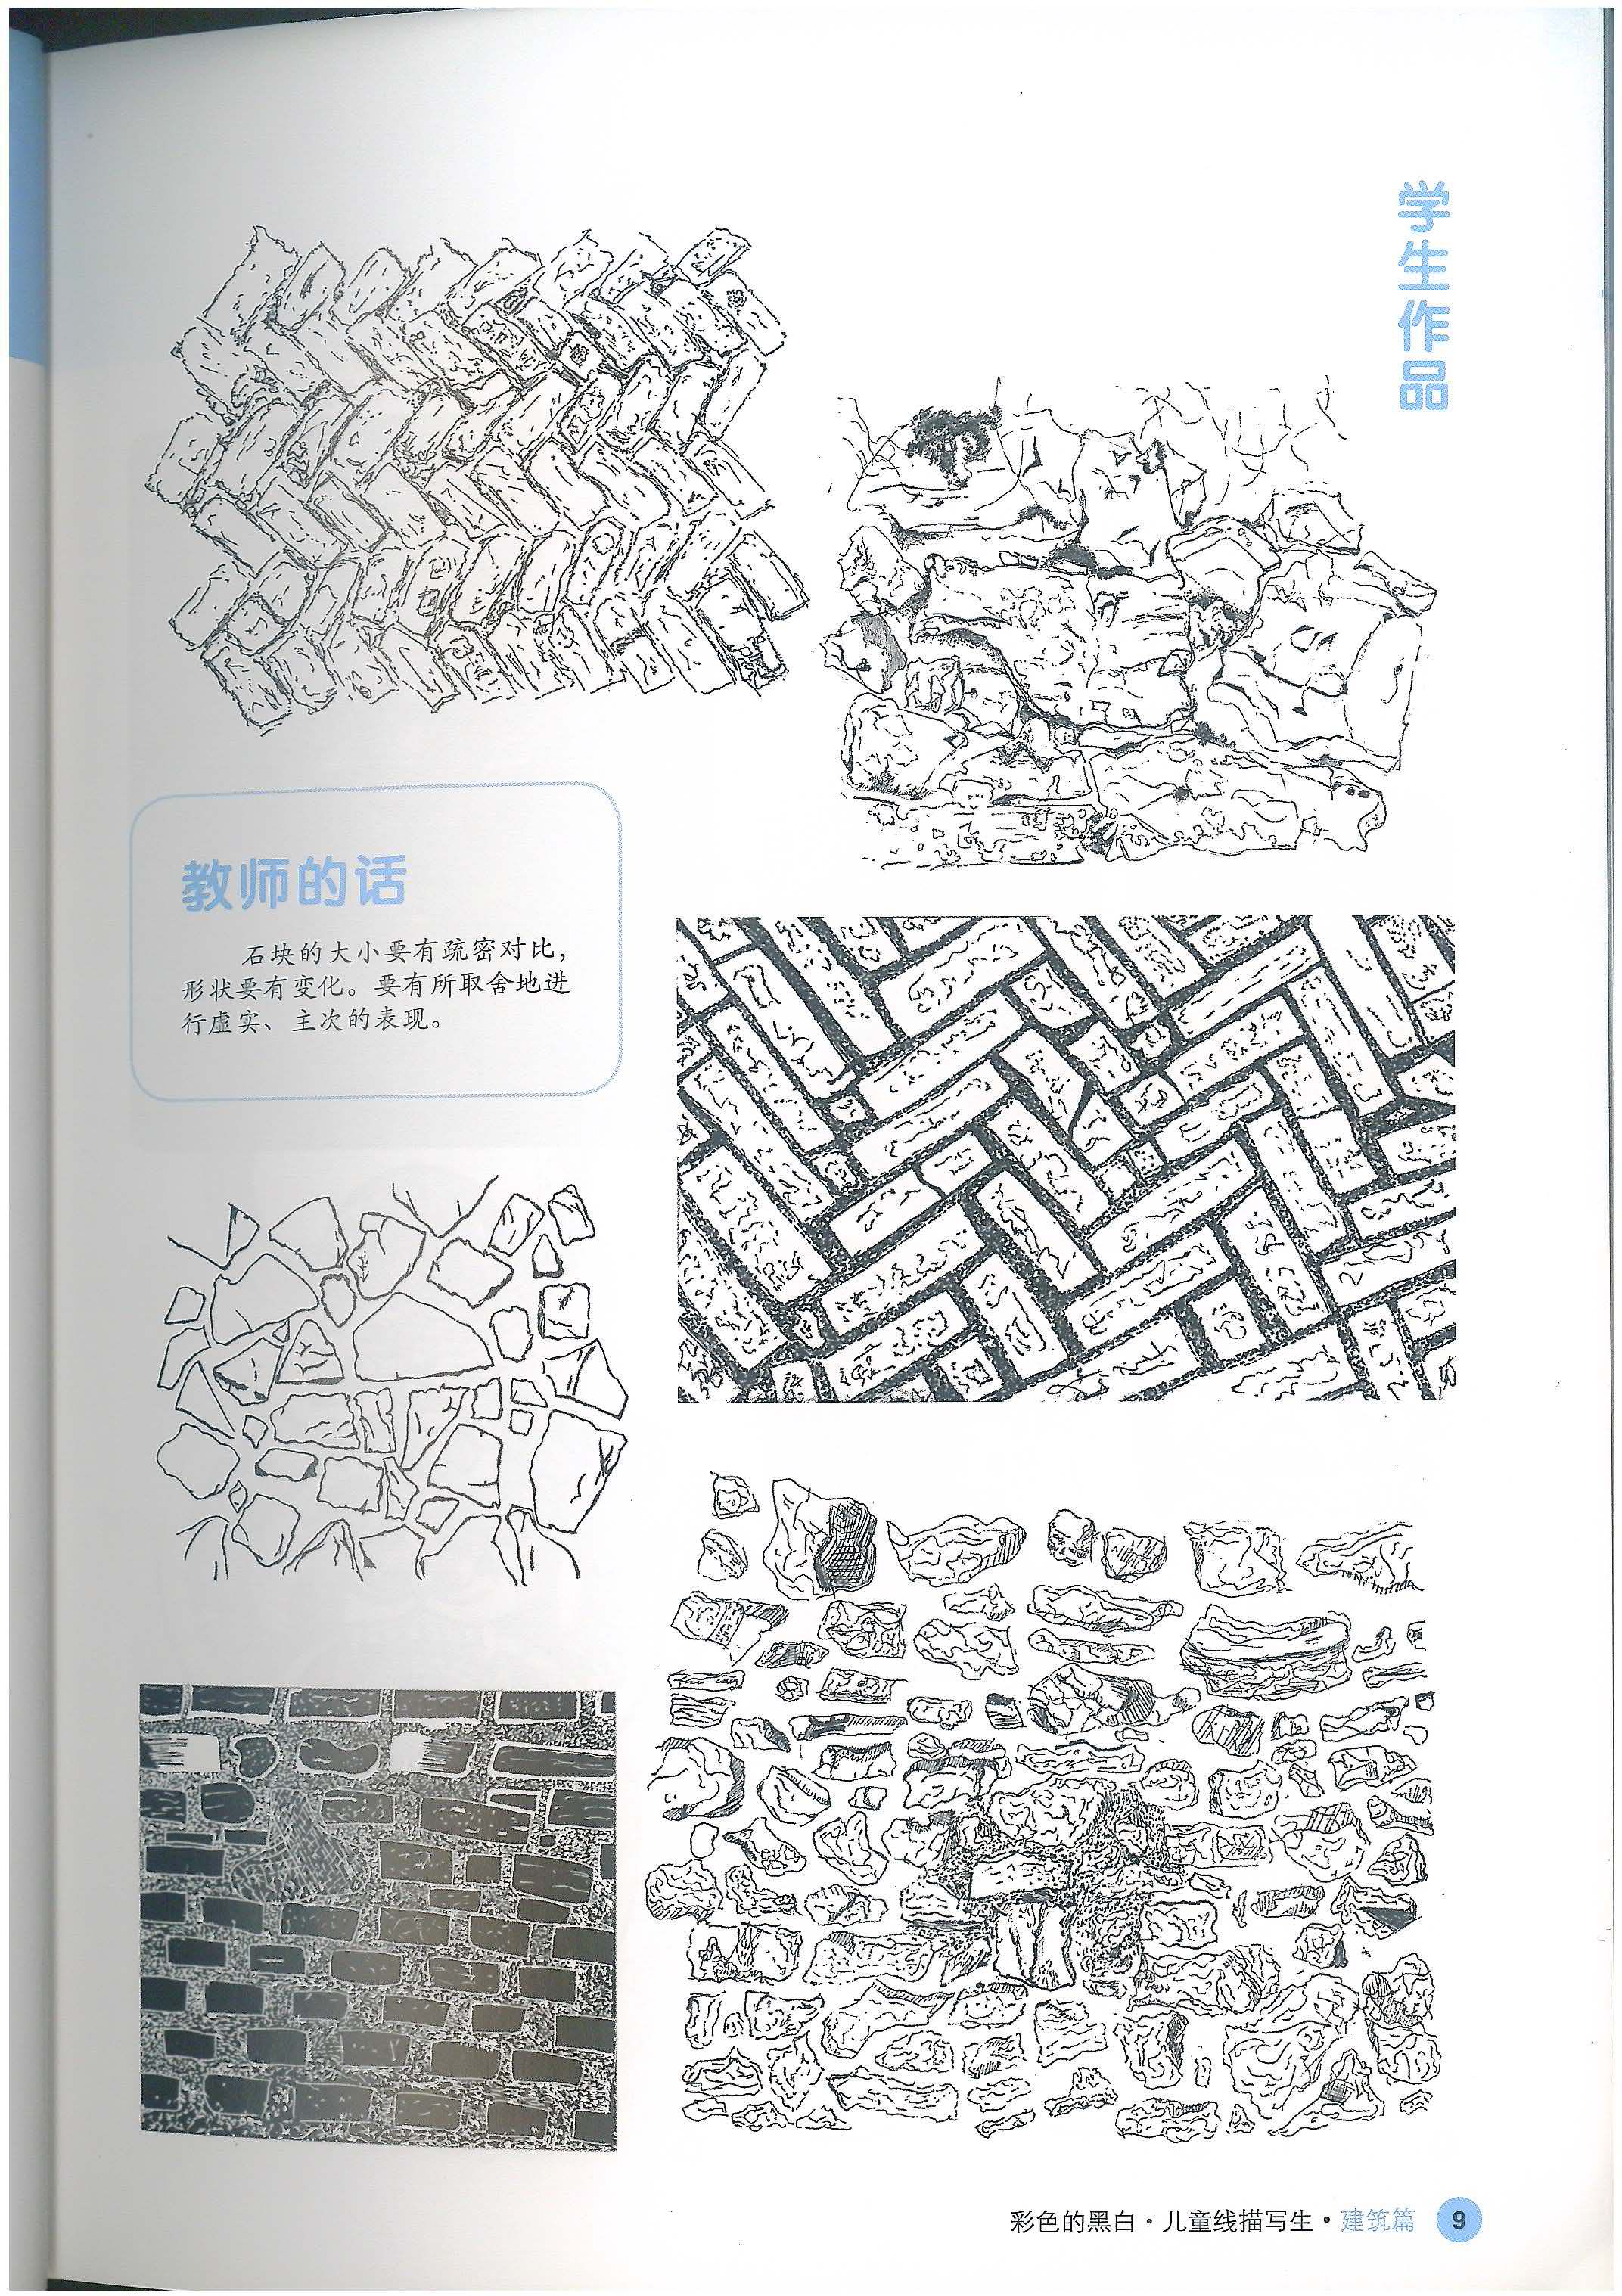 学生作品
教师的话
石块的大小要有疏密对比，
形状要有变化。要有所取舍地进
行虚实、主次的表现。
彩色的黑白·儿童线描写生·建筑篇 9